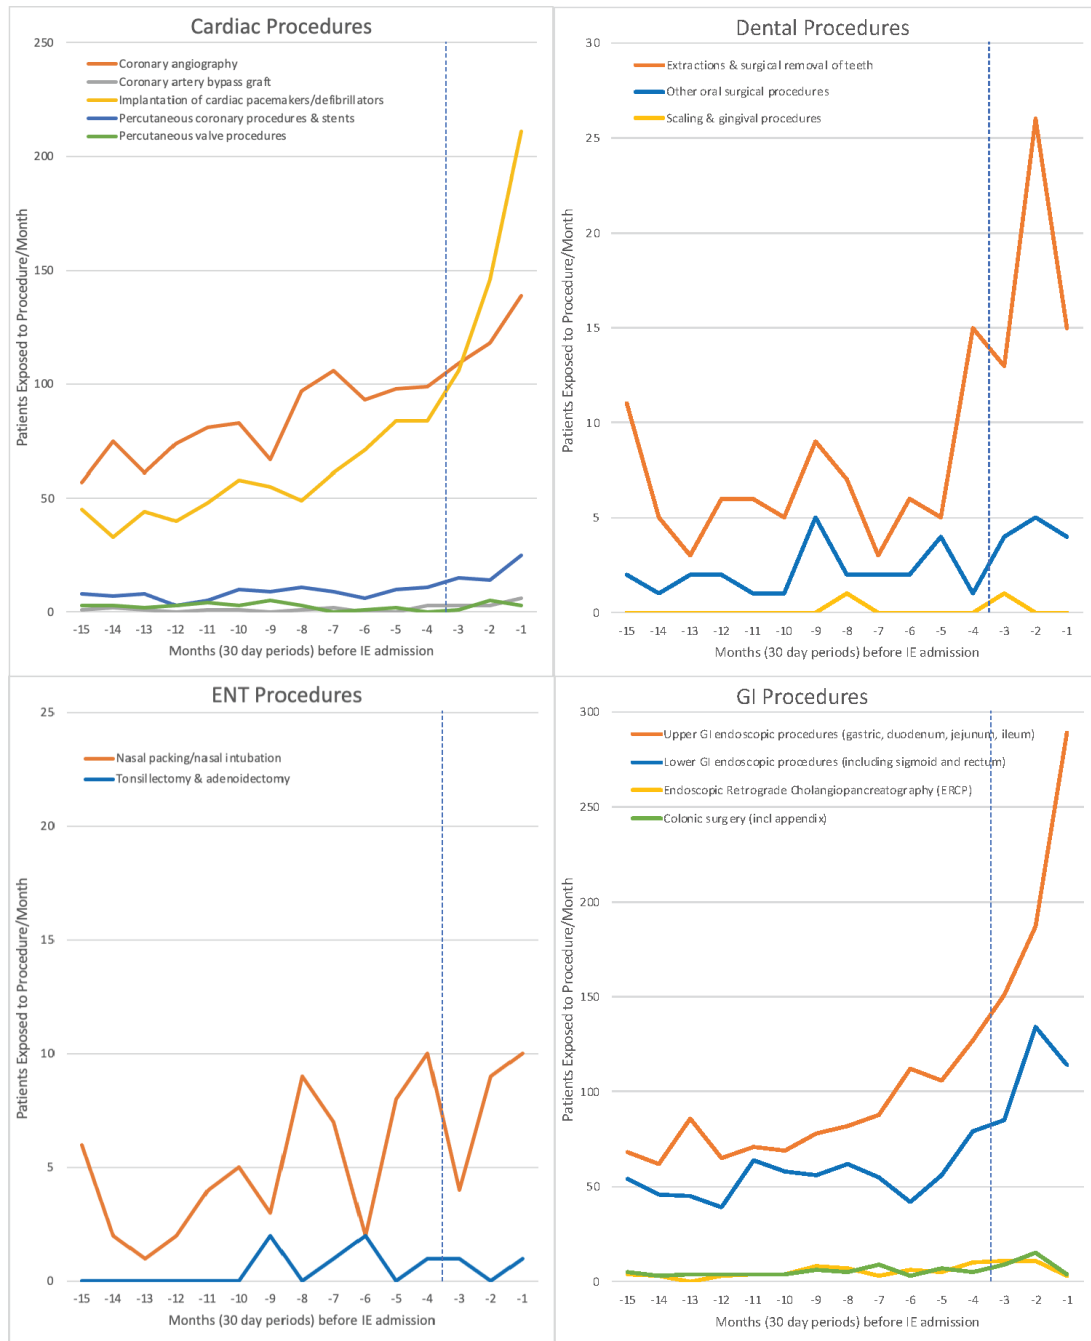 Cardiac Procedures
250
200
150
100
50
0
Patients Exposed to Procedure/Month
Coronary angiography
Coronary artery bypass graft
Implantation of cardiac pacemakers/defibrillators
Percutaneous coronary procedures & stents
Percutaneous valve procedures
-15 -14 -13 -12 -11 -10 -9 -8 -7 -6 -5 -4 -3 -2 -1
Months (30 day periods) before IE admission
Dental Procedures
30
25
20
15
10
5
0
Patients Exposed to Procedure/Month
Extractions & surgical removal of teeth
Other oral surgical procedures
Scaling & gingival procedures
-15 -14 -13 -12 -11 -10 -9 -8 -7 -6 -5 -4 -3 -2 -1
Months (30 day periods) before IE admission
ENT Procedures
25
20
15
10
5
0
Patients Exposed to Procedure/Month
Nasal packing/nasal intubation
Tonsillectomy & adenoidectomy
-15 -14 -13 -12 -11 -10 -9 -8 -7 -6 -5 -4 -3 -2 -1
Months (30 day periods) before IE admission
GI Procedures
300
250
200
150
100
50
0
Patients Exposed to Procedure/Month
Upper GI endoscopic procedures (gastric, duodenum, jejunum, ileum)
Lower GI endoscopic procedures (including sigmoid and rectum)
Endoscopic Retrograde Cholangiopancreatography (ERCP)
Colonic surgery (incl appendix)
-15 -14 -13 -12 -11 -10 -9 -8 -7 -6 -5 -4 -3 -2 -1
Months (30 day periods) before IE admission